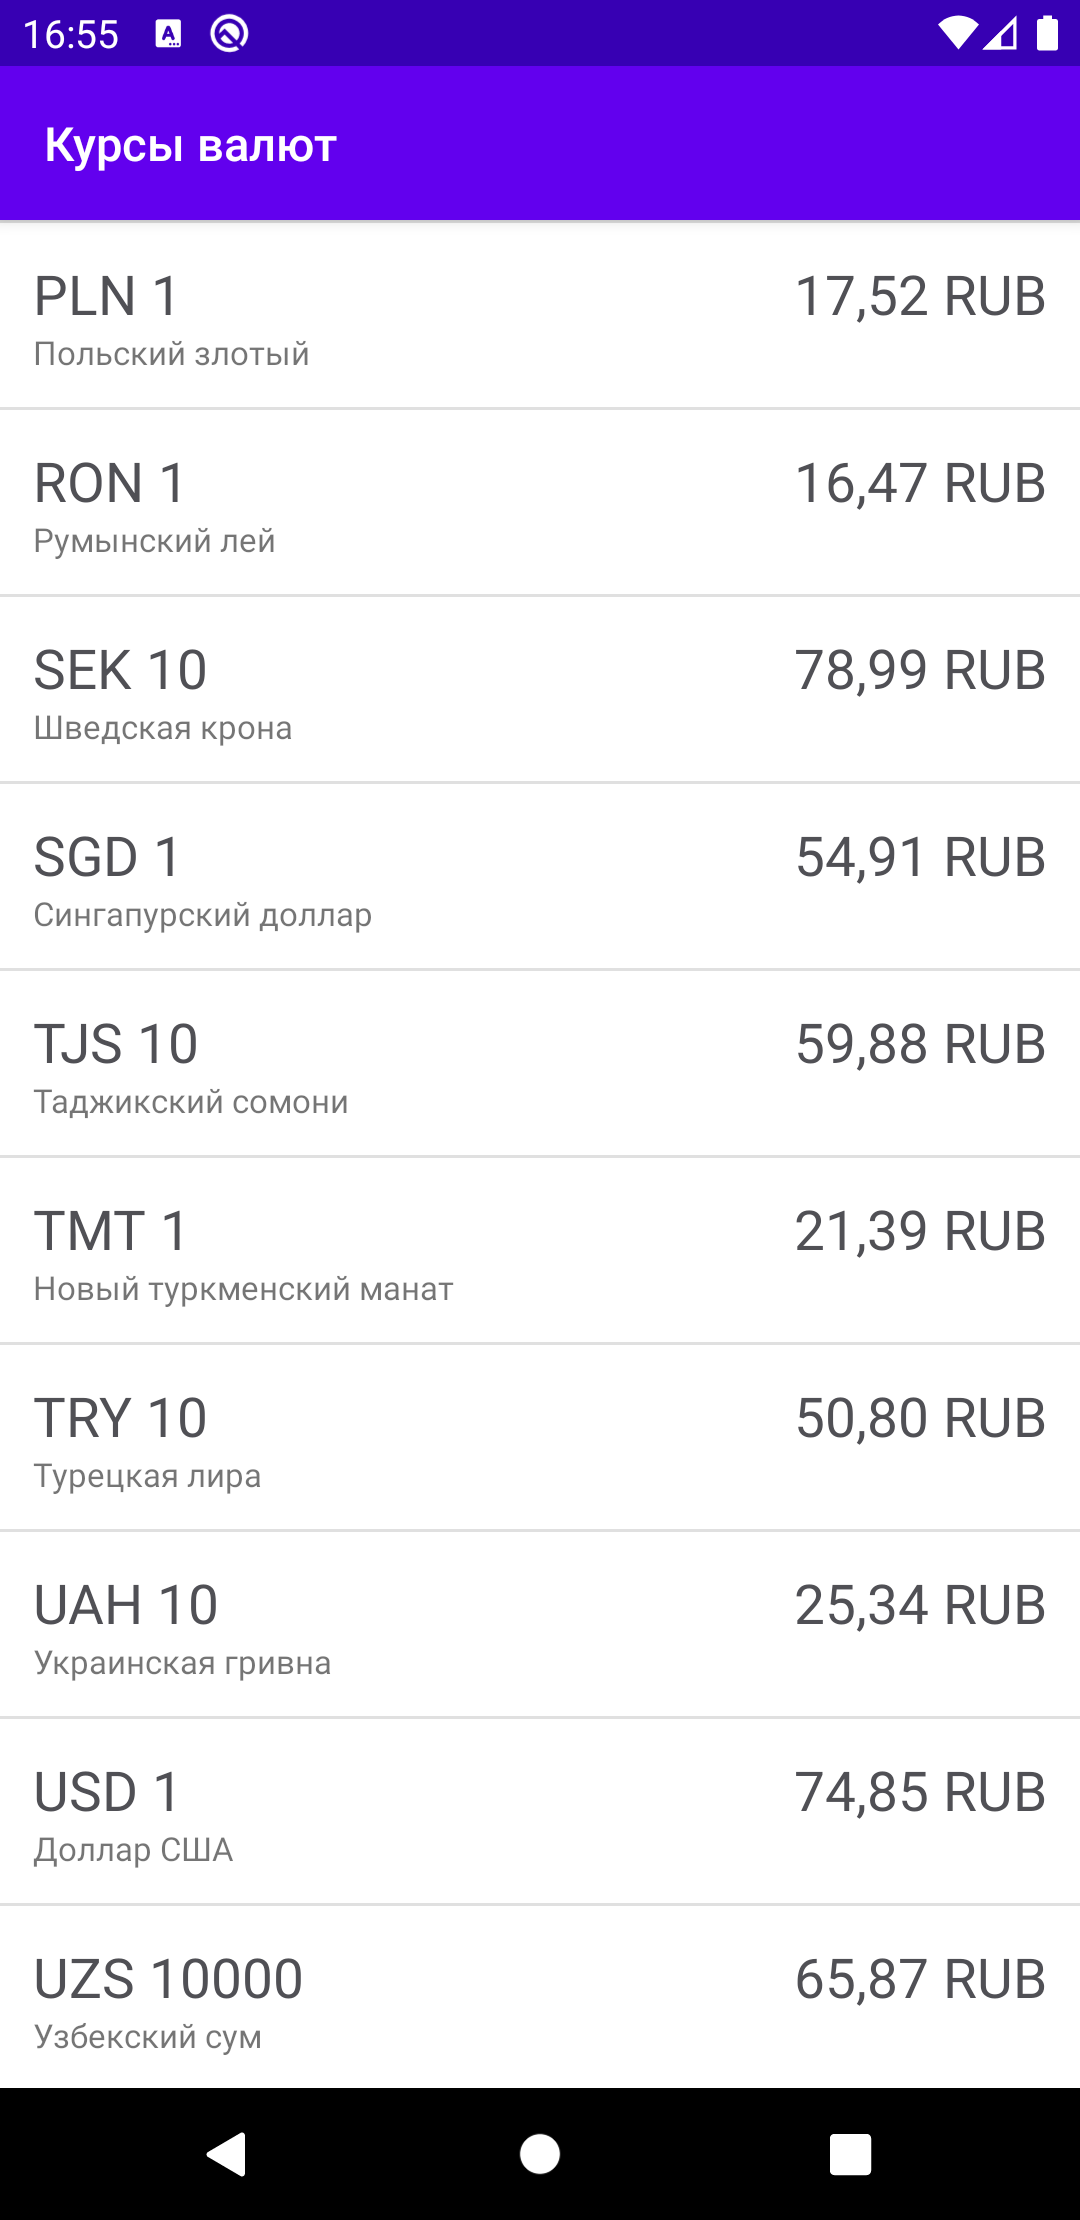 16:55
Курсы валют
PLN 1 17,52 RUB
Польский злотый
RON 1 16,47 RUB
Румынский лей
SEK 10 78,99 RUB
Шведская крона
SGD 1 54,91 RUB
Сингапурский доллар
TJS 10 59,88 RUB
Таджикский сомони
TMT 1 21,39 RUB
Новый туркменский манат
TRY 10 50,80 RUB
Турецкая лира
UAH 10 25,34 RUB
Украинская гривна
USD 1 74,85 RUB
Доллар США
UZS 10000 65,87 RUB
Узбекский сум